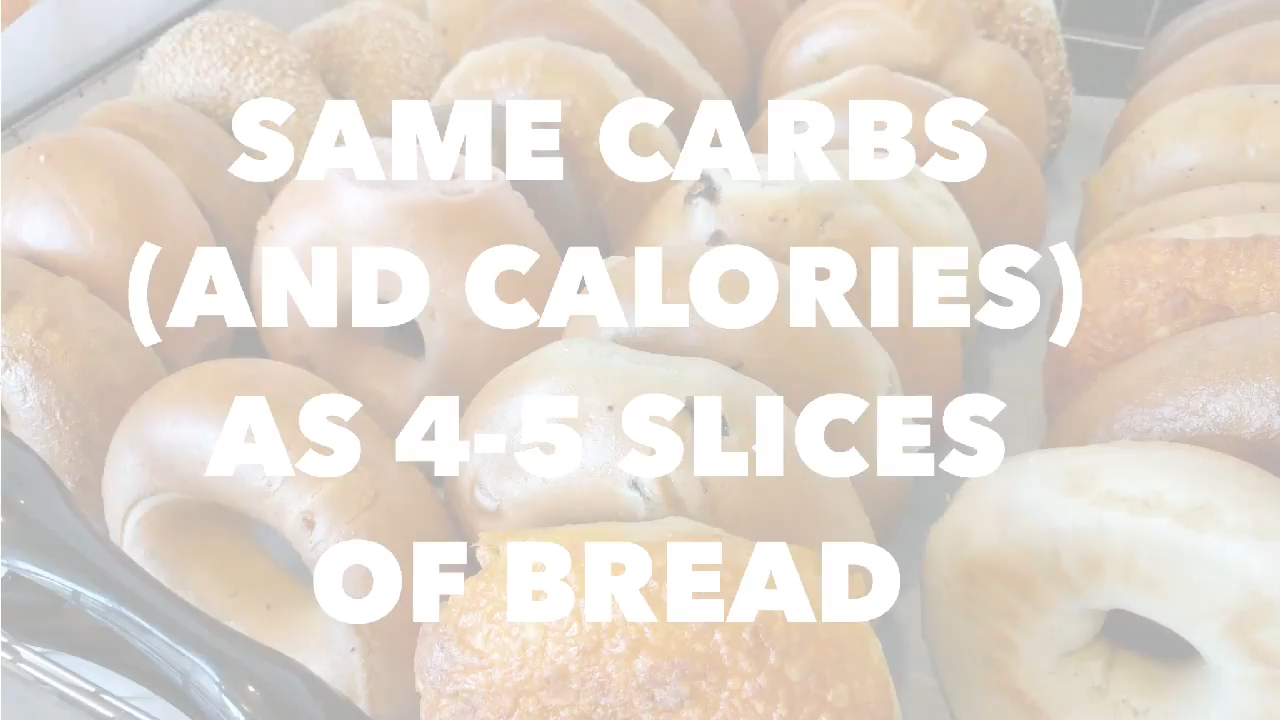 SAME CARBS
(AND CALORIES)
AS 4-5 SLICES
OF BREAD